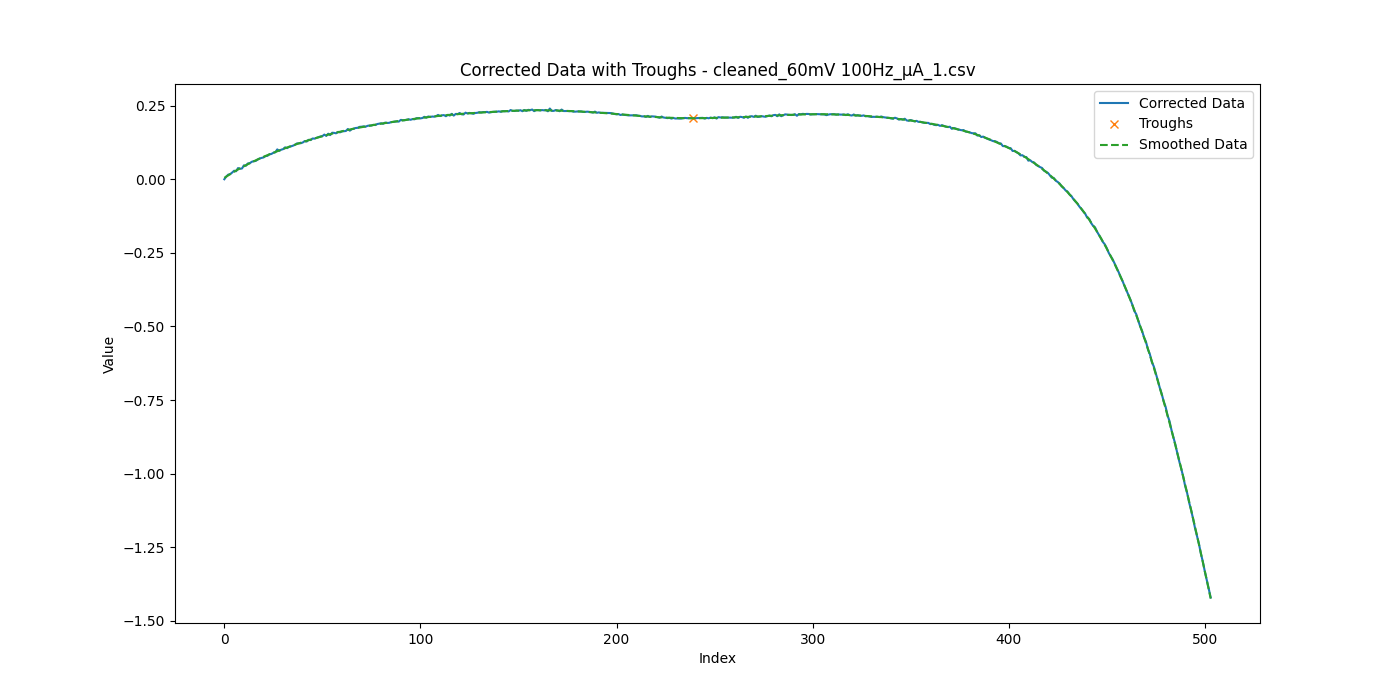 Corrected Data with Troughs - cleaned_60mV 100Hz_µA_1.csv
Corrected Data
Troughs
Smoothed Data
Value
0.25
0.00
−0.25
−0.50
−0.75
−1.00
−1.25
−1.50
0 100 200 300 400 500
Index